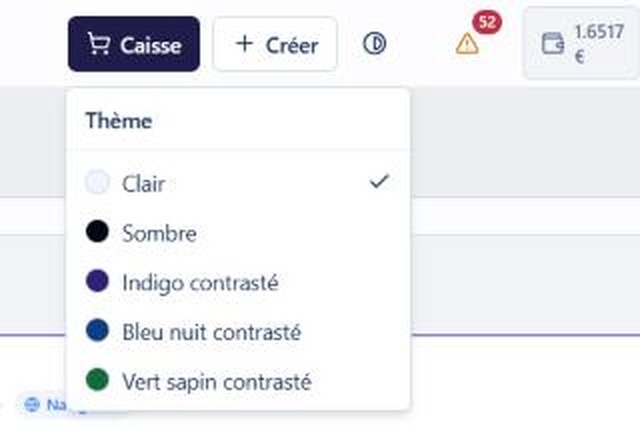 Caisse
Créer
52
1.6517
€
Thème
Clair
Sombre
Indigo contrasté
Bleu nuit contrasté
Vert sapin contrasté